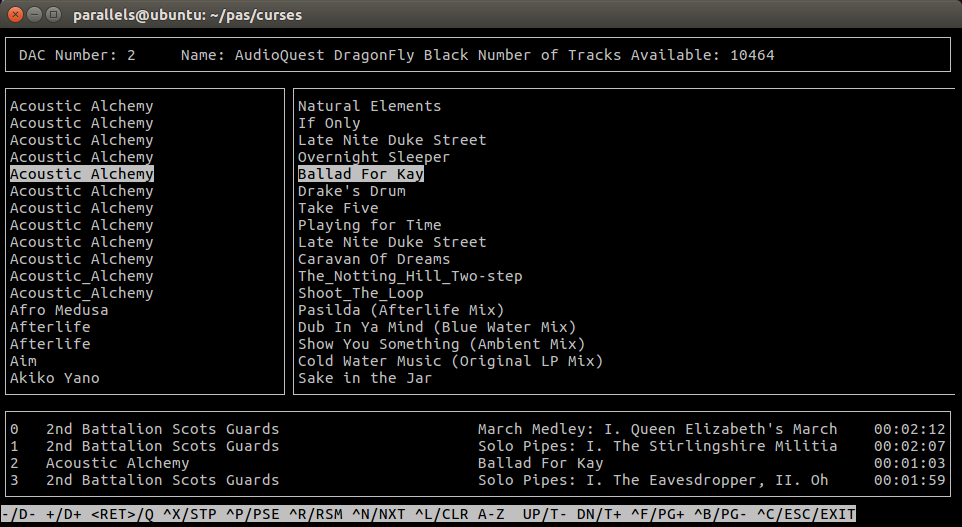 parallels@ubuntu: ~/pas/curses
DAC Number: 2 Name: AudioQuest DragonFly Black Number of Tracks Available: 10464
Acoustic Alchemy Natural Elements
Acoustic Alchemy If Only
Acoustic Alchemy Late Nite Duke Street
Acoustic Alchemy Overnight Sleeper
Acoustic Alchemy Ballad For Kay
Acoustic Alchemy Drake's Drum
Acoustic Alchemy Take Five
Acoustic Alchemy Playing for Time
Acoustic Alchemy Late Nite Duke Street
Acoustic Alchemy Caravan Of Dreams
Acoustic_Alchemy The_Notting_Hill_Two-step
Acoustic_Alchemy Shoot_The_Loop
Afro Medusa Pasilda (Afterlife Mix)
Afterlife Dub In Ya Mind (Blue Water Mix)
Afterlife Show You Something (Ambient Mix)
Aim Cold Water Music (Original LP Mix)
Akiko Yano Sake in the Jar
0 2nd Battalion Scots Guards March Medley: I. Queen Elizabeth's March 00:02:12
1 2nd Battalion Scots Guards Solo Pipes: I. The Stirlingshire Militia 00:02:07
2 Acoustic Alchemy Ballad For Kay 00:01:03
3 2nd Battalion Scots Guards Solo Pipes: I. The Eavesdropper, II. Oh 00:01:59
-/D- +/D+ <RET>/Q ^X/STP ^P/PSE ^R/RSM ^N/NXT ^L/CLR A-Z UP/T- DN/T+ ^F/PG+ ^B/PG- ^C/ESC/EXIT